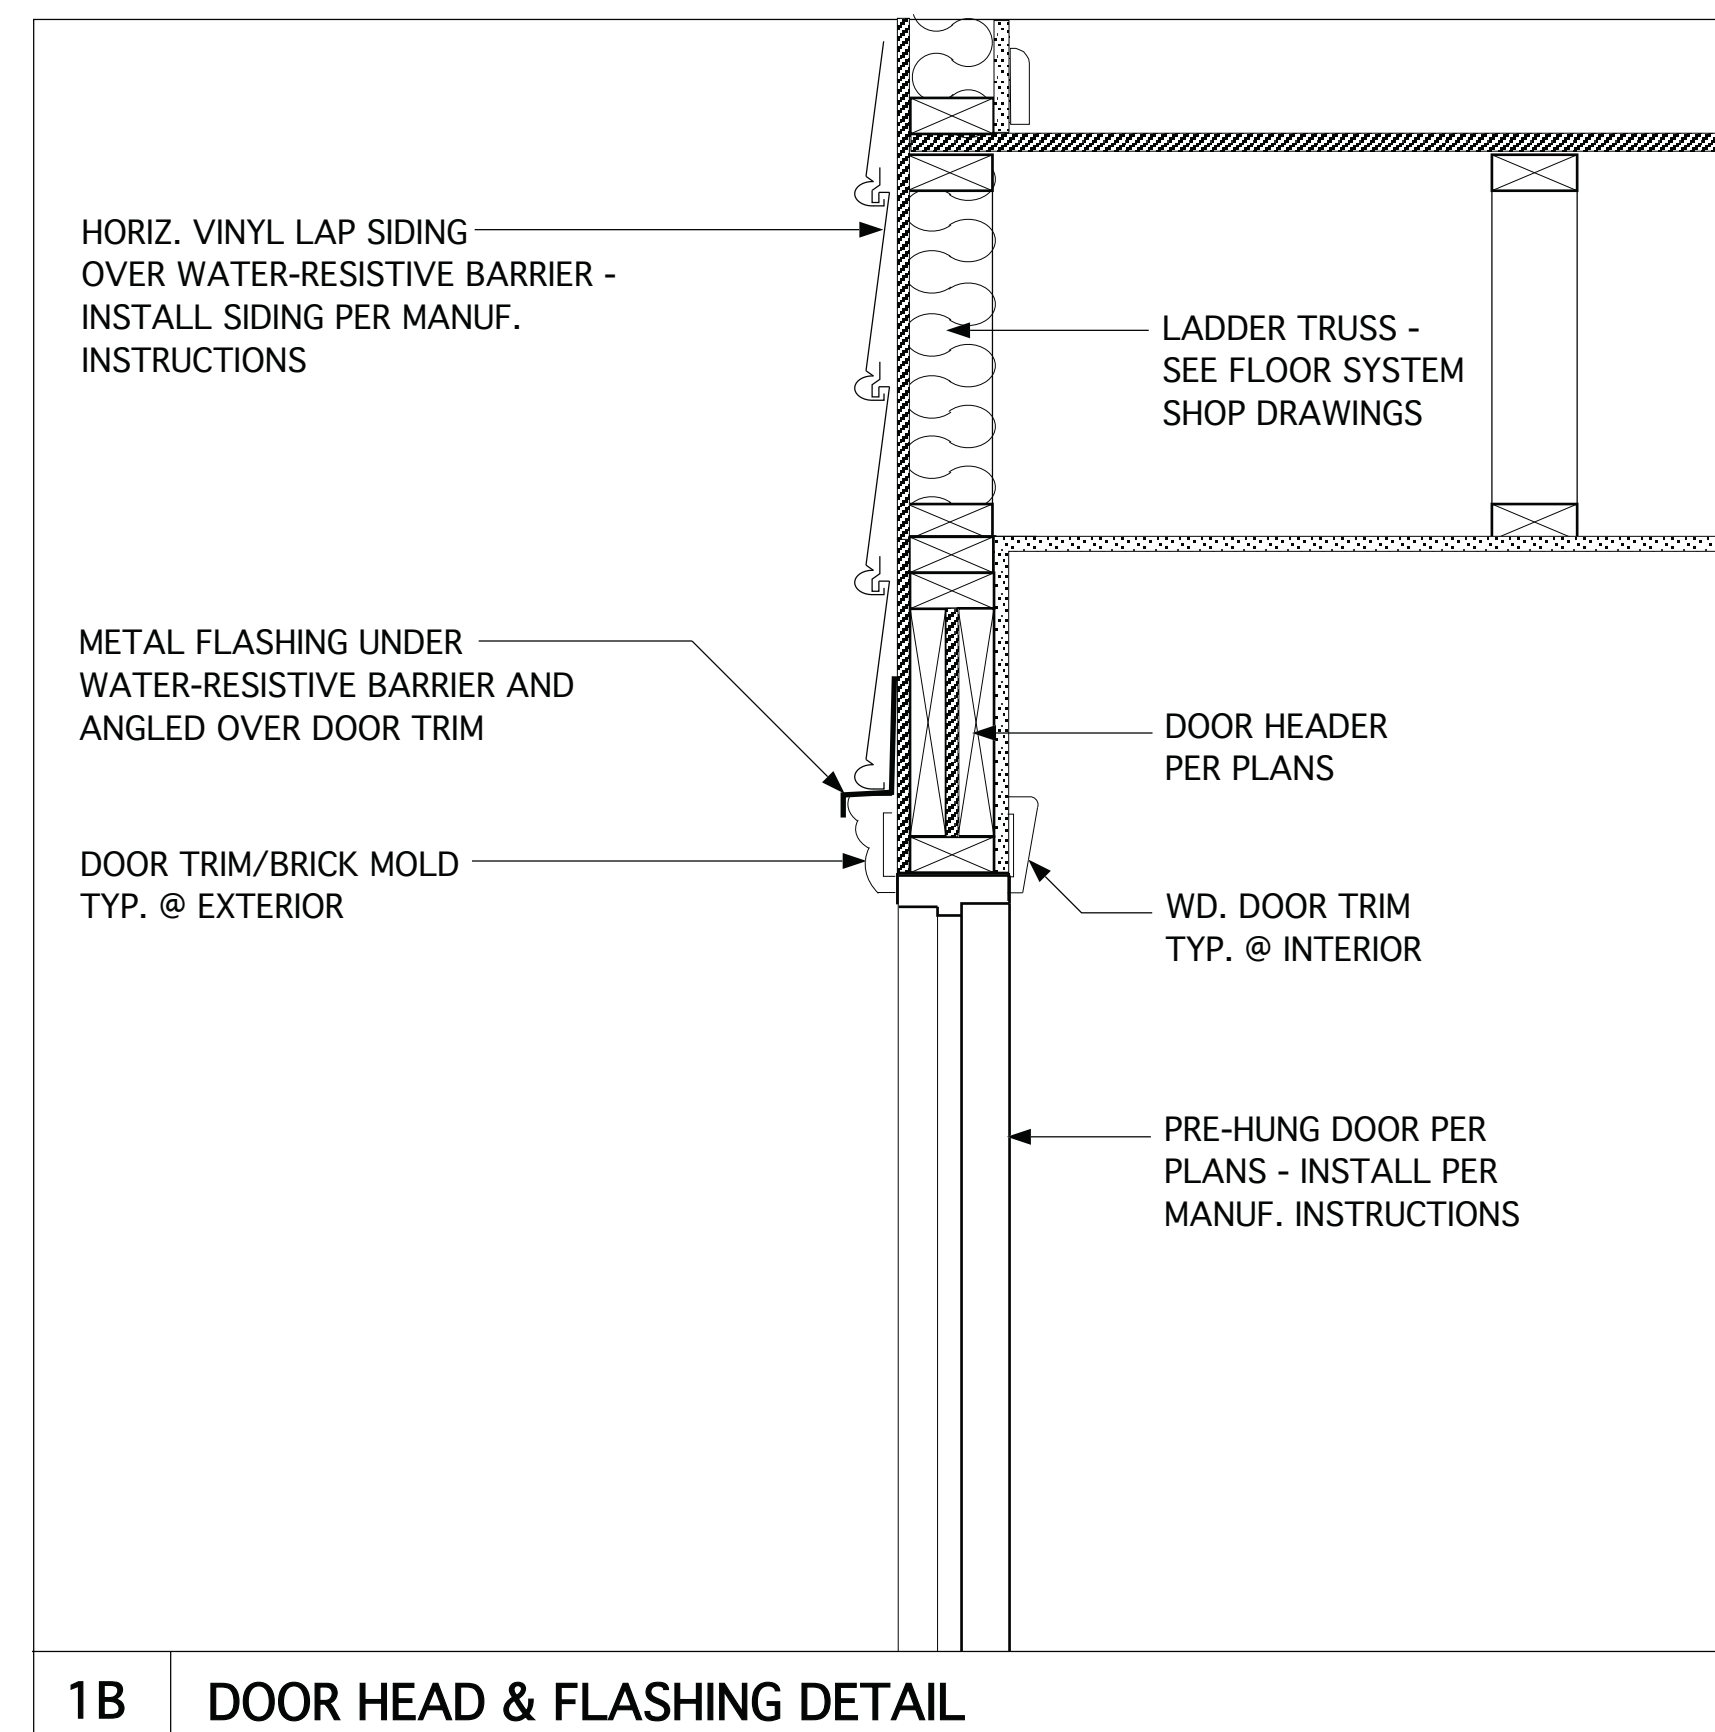 HORIZ. VINYL LAP SIDING
OVER WATER-RESISTIVE BARRIER -
INSTALL SIDING PER MANUF.
INSTRUCTIONS
LADDER TRUSS -
SEE FLOOR SYSTEM
SHOP DRAWINGS
METAL FLASHING UNDER
WATER-RESISTIVE BARRIER AND
ANGLED OVER DOOR TRIM
DOOR HEADER
PER PLANS
DOOR TRIM/BRICK MOLD
TYP. @ EXTERIOR
WD. DOOR TRIM
TYP. @ INTERIOR
PRE-HUNG DOOR PER
PLANS - INSTALL PER
MANUF. INSTRUCTIONS
1B DOOR HEAD & FLASHING DETAIL